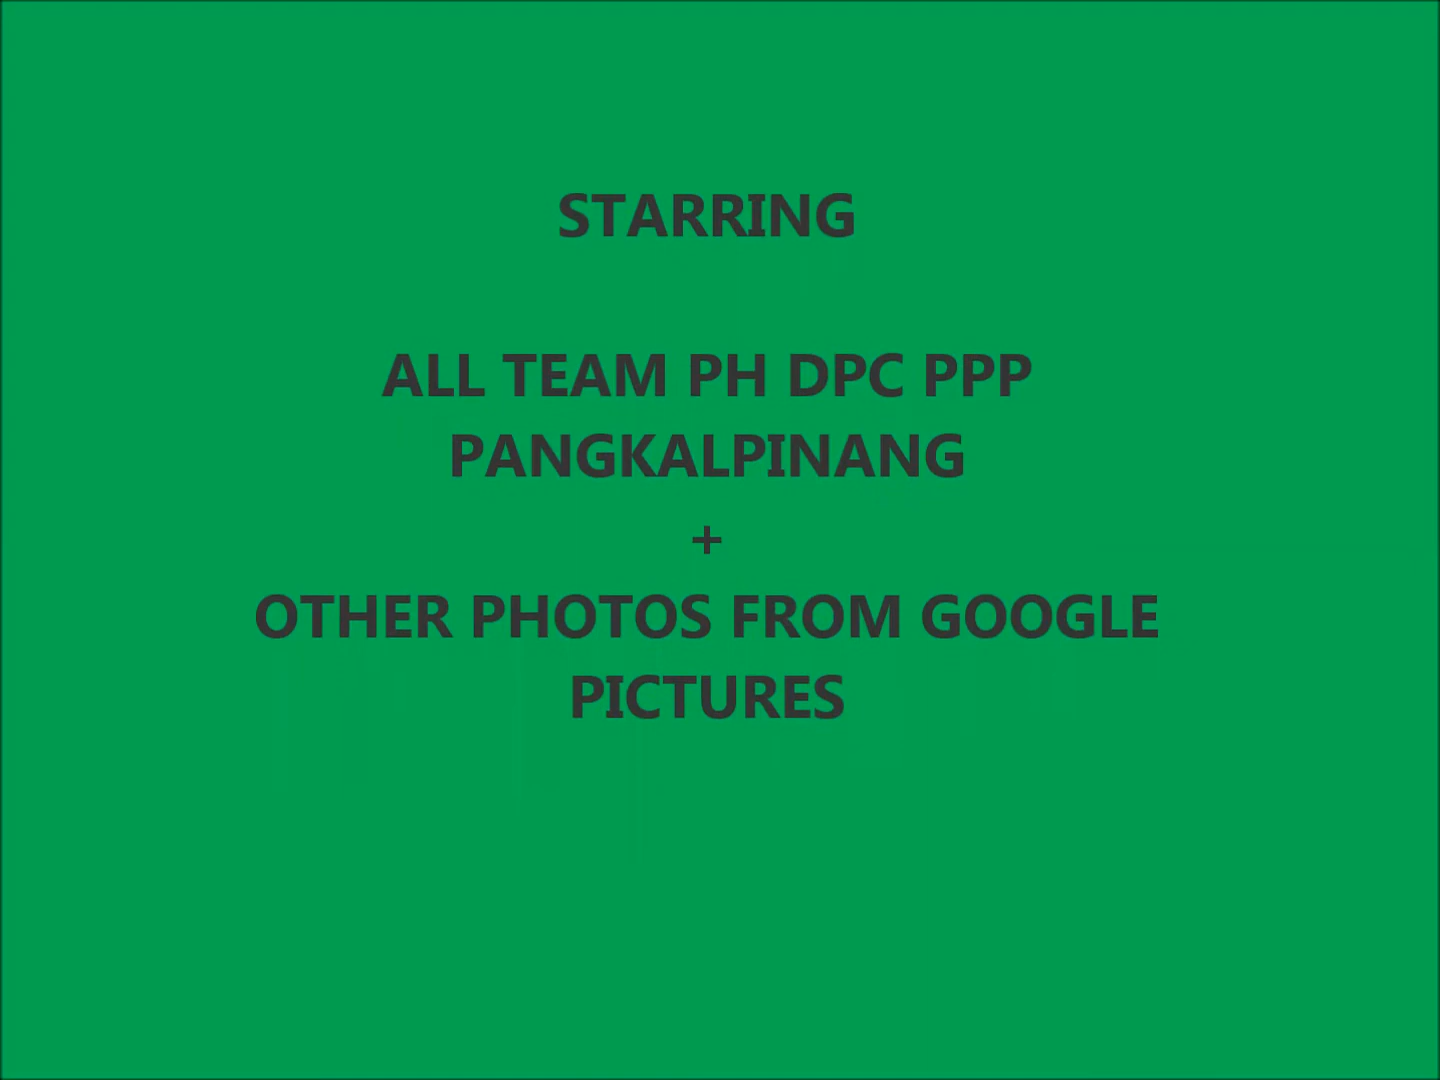 STARRING
ALL TEAM PH DPC PPP
PANGKALPINANG
+
OTHER PHOTOS FROM GOOGLE
PICTURES